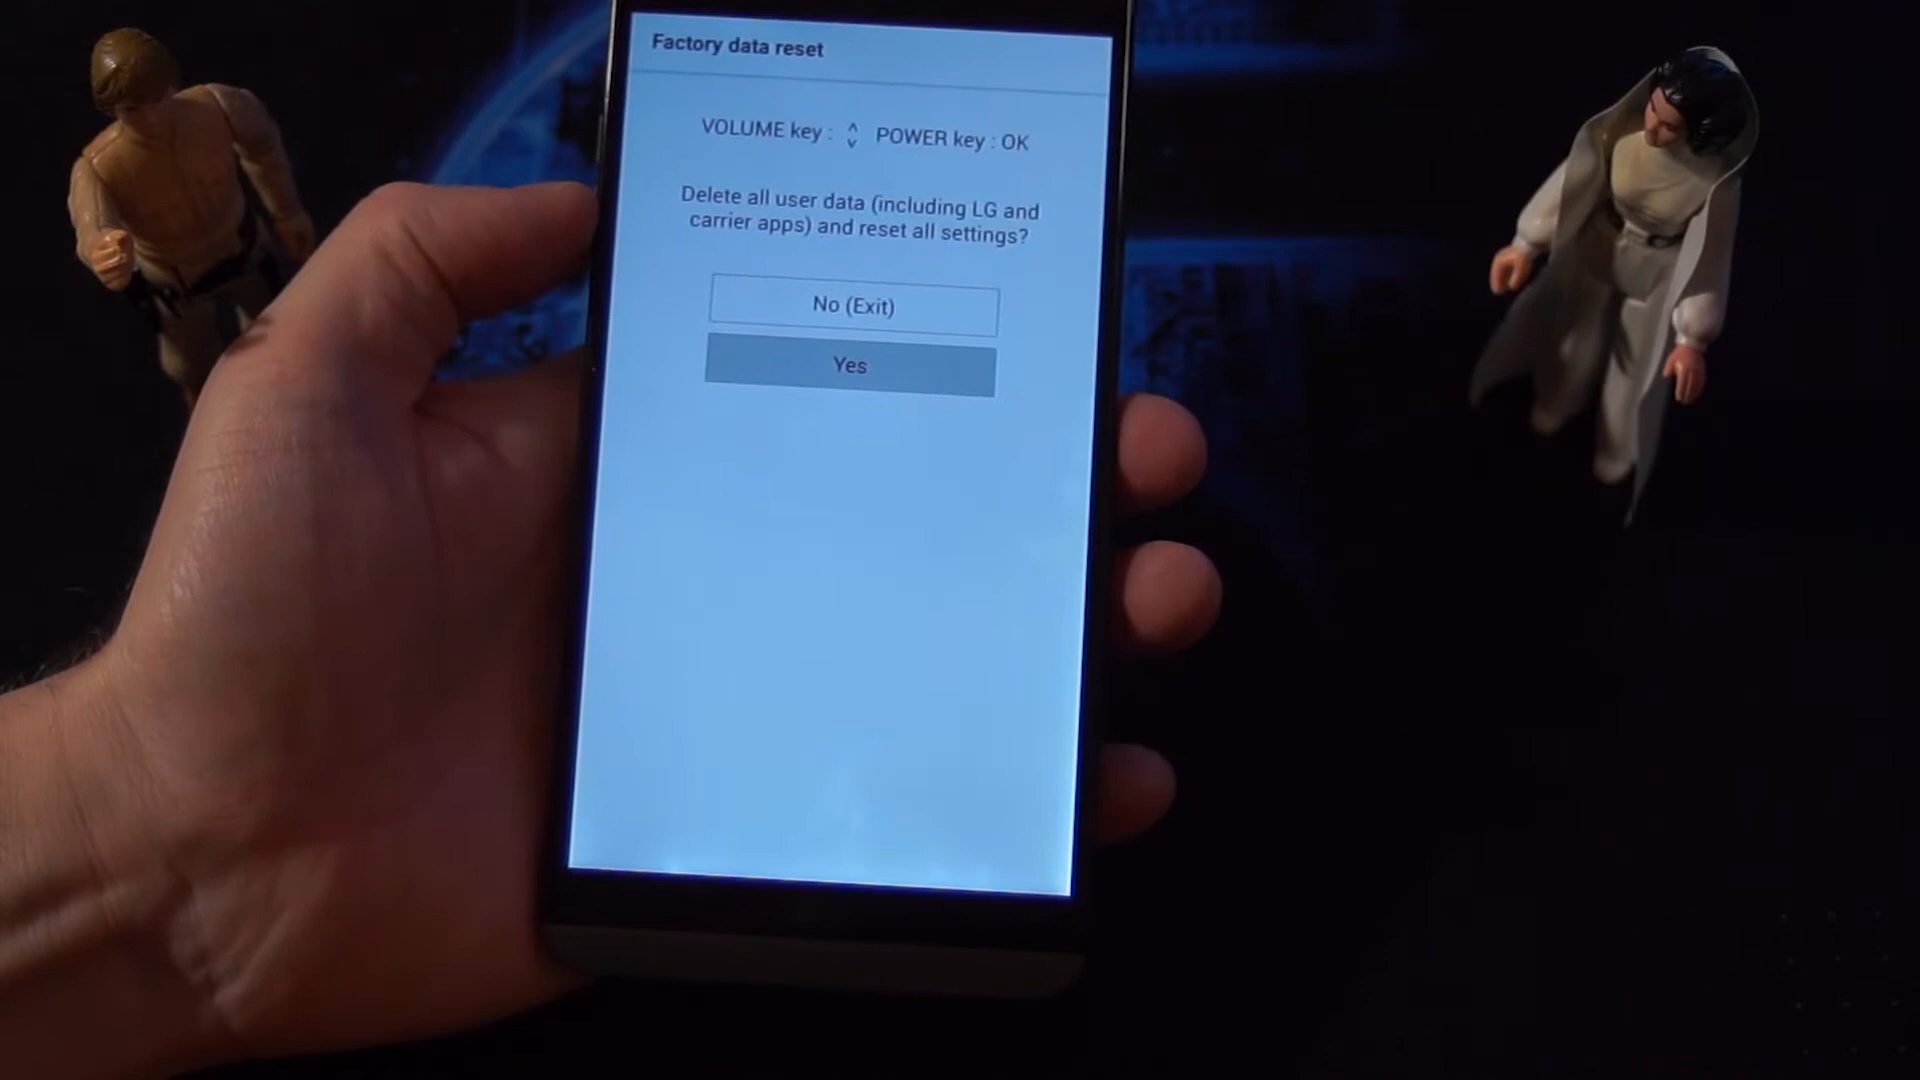 Factory data reset
VOLUME key : ^ v POWER key : OK
Delete all user data (including LG and
carrier apps) and reset all settings?
No (Exit)
Yes